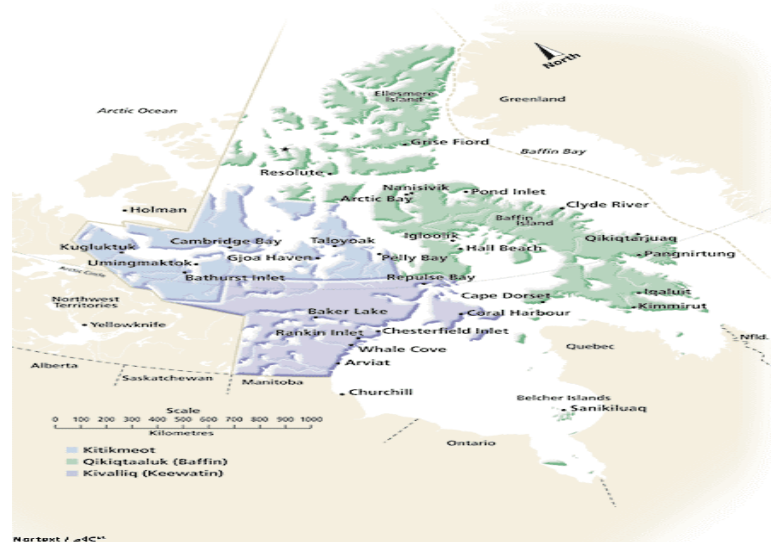 North
Ellesmere
Island
Greenland
Arctic Ocean
Grise Fiord
Baffin Bay
Resolute
Nanisivik
Pond Inlet
Arctic Bay
Clyde River
Holman
Baffin
Island
Igloolik
Qikiqtarjuaq
Kugluktuk
Cambridge Bay
Taloyoak
Hall Beach
Pangnirtung
Umingmaktok
Gjoa Haven
Pelly Bay
Arctic Circle
Bathurst Inlet
Repulse Bay
Iqaluit
Northwest
Territories
Cape Dorset
Kimmirut
Baker Lake
Coral Harbour
Yellowknife
Rankin Inlet
Chesterfield Inlet
Nfld.
Whale Cove
Quebec
Alberta
Arviat
Saskatchewan
Manitoba
Churchill
Belcher Islands
Sanikiluaq
Scale
0 100 200 300 400 500 600 700 800 900 1000
Kilometres
Ontario
Kitikmeot
Qikiqtaaluk (Baffin)
Kivalliq (Keewatin)
Nortext /